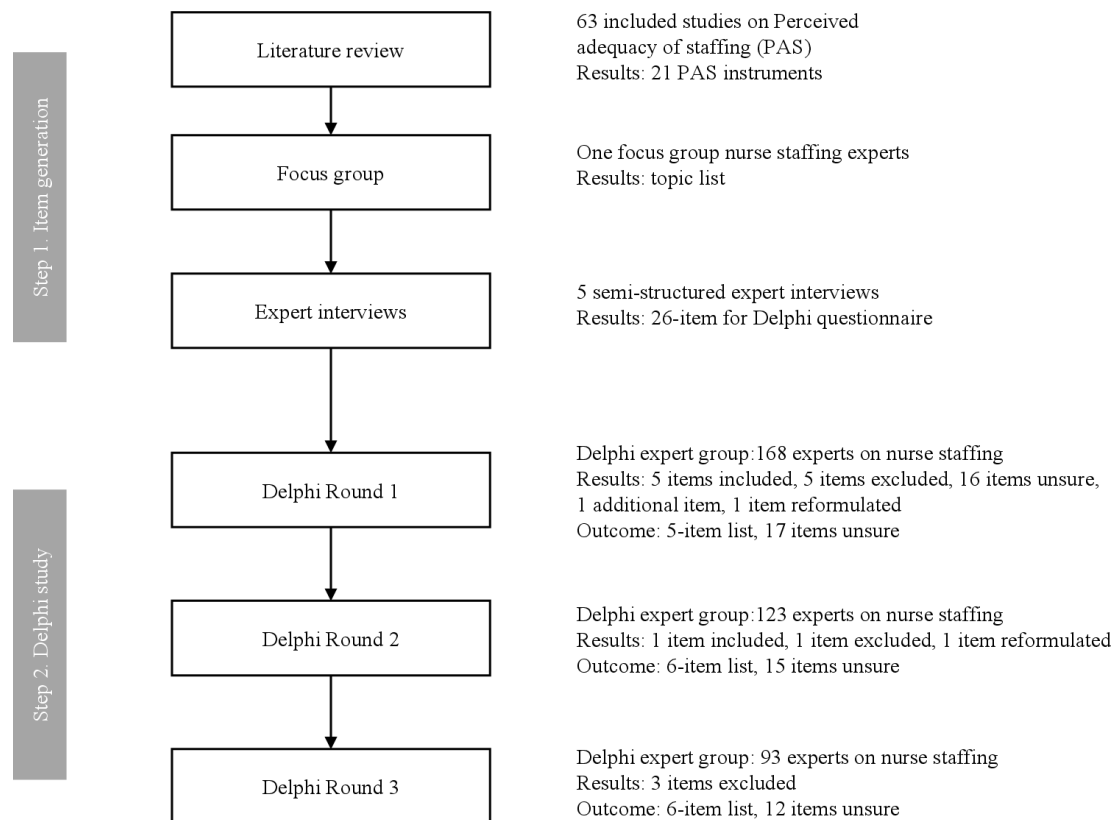 Step 1. Item generation
Literature review
63 included studies on Perceived
adequacy of staffing (PAS)
Results: 21 PAS instruments
Focus group
One focus group nurse staffing experts
Results: topic list
Expert interviews
5 semi-structured expert interviews
Results: 26-item for Delphi questionnaire
Step 2. Delphi study
Delphi Round 1
Delphi expert group:168 experts on nurse staffing
Results: 5 items included, 5 items excluded, 16 items unsure,
1 additional item, 1 item reformulated
Outcome: 5-item list, 17 items unsure
Delphi Round 2
Delphi expert group:123 experts on nurse staffing
Results: 1 item included, 1 item excluded, 1 item reformulated
Outcome: 6-item list, 15 items unsure
Delphi Round 3
Delphi expert group: 93 experts on nurse staffing
Results: 3 items excluded
Outcome: 6-item list, 12 items unsure